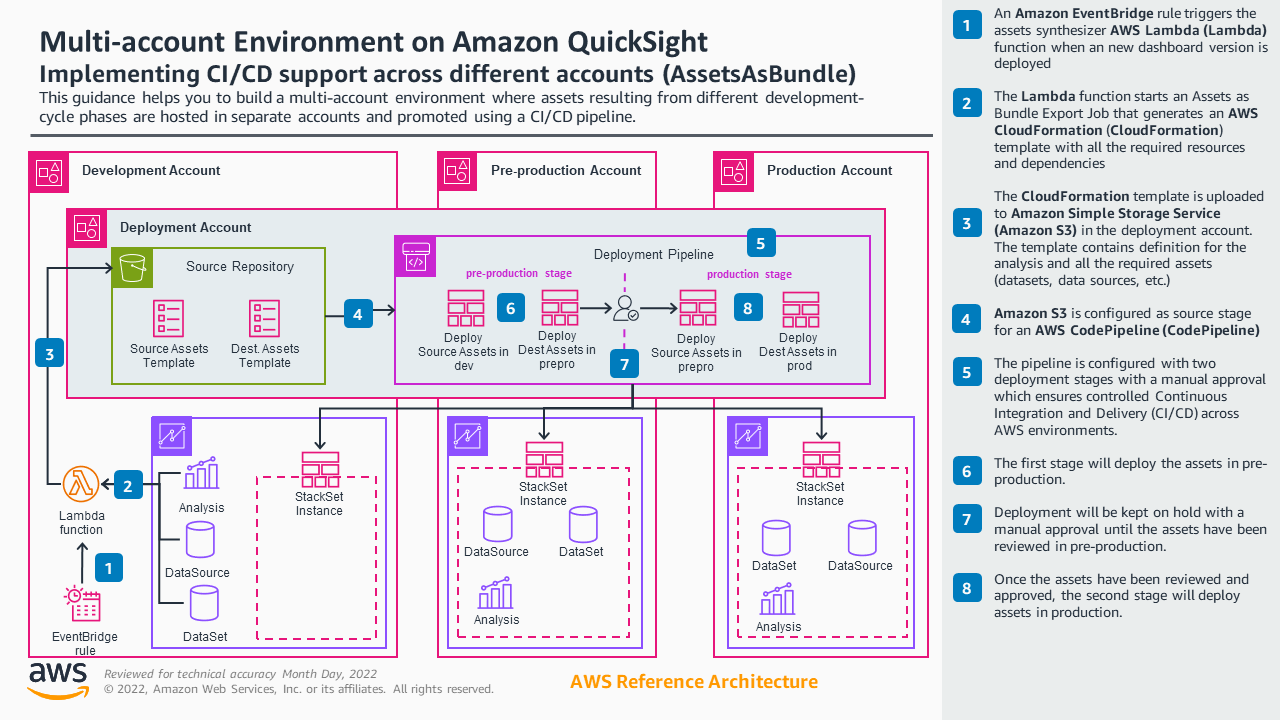 Multi-account Environment on Amazon QuickSight
Implementing CI/CD support across different accounts (AssetsAsBundle)
This guidance helps you to build a multi-account environment where assets resulting from different development-
cycle phases are hosted in separate accounts and promoted using a CI/CD pipeline.
Development Account
Pre-production Account
Production Account
Deployment Account
Source Repository
Source Assets
Template
Dest. Assets
Template
4
5
Deployment Pipeline
pre-production stage
production stage
6
8
Deploy
Source Assets in
dev
Deploy
Dest Assets in
prepro
Deploy
Source Assets in
prepro
Deploy
Dest Assets in
prod
7
3
2
Lambda
function
1
EventBridge
rule
Analysis
DataSource
DataSet
StackSet
Instance
StackSet
Instance
DataSource
DataSet
Analysis
StackSet
Instance
DataSet
DataSource
Analysis
aws
Reviewed for technical accuracy Month Day, 2022
© 2022, Amazon Web Services, Inc. or its affiliates. All rights reserved.
AWS Reference Architecture
1
An Amazon EventBridge rule triggers the
assets synthesizer AWS Lambda (Lambda)
function when an new dashboard version is
deployed
2
The Lambda function starts an Assets as
Bundle Export Job that generates an AWS
CloudFormation (CloudFormation)
template with all the required resources
and dependencies
3
The CloudFormation template is uploaded
to Amazon Simple Storage Service
(Amazon S3) in the deployment account.
The template contains definition for the
analysis and all the required assets
(datasets, data sources, etc.)
4
Amazon S3 is configured as source stage
for an AWS CodePipeline (CodePipeline)
5
The pipeline is configured with two
deployment stages with a manual approval
which ensures controlled Continuous
Integration and Delivery (CI/CD) across
AWS environments.
6
The first stage will deploy the assets in pre-
production.
7
Deployment will be kept on hold with a
manual approval until the assets have been
reviewed in pre-production.
8
Once the assets have been reviewed and
approved, the second stage will deploy
assets in production.